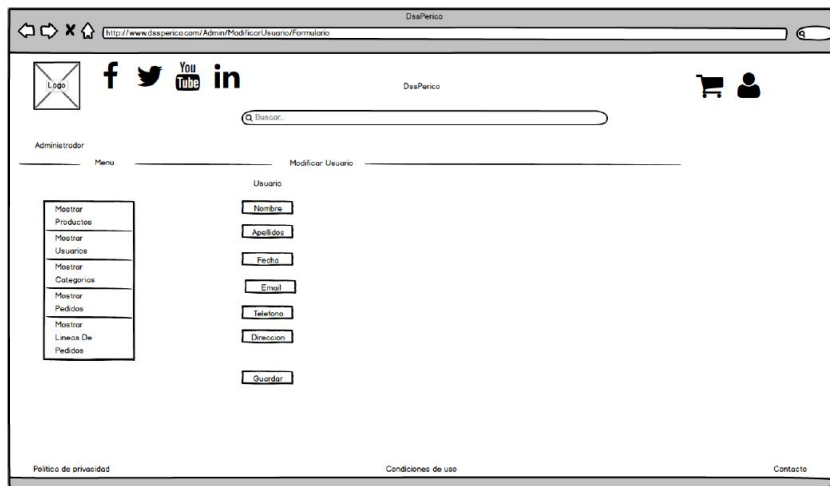 DssPerico
http://www.dssperico.com/Admin/ModificarUsuario/Formulario
Logo
You
Tube
in
DssPerico
Buscar..
Administrador
Menu
Modificar Usuario
Usuario
Mostrar
Productos
Mostrar
Usuarios
Mostrar
Categorias
Mostrar
Pedidos
Mostrar
Lineas De
Pedidos
Nombre
Apellidos
Fecha
Email
Telefono
Direccion
Guardar
Politica de privacidad
Condiciones de uso
Contacto